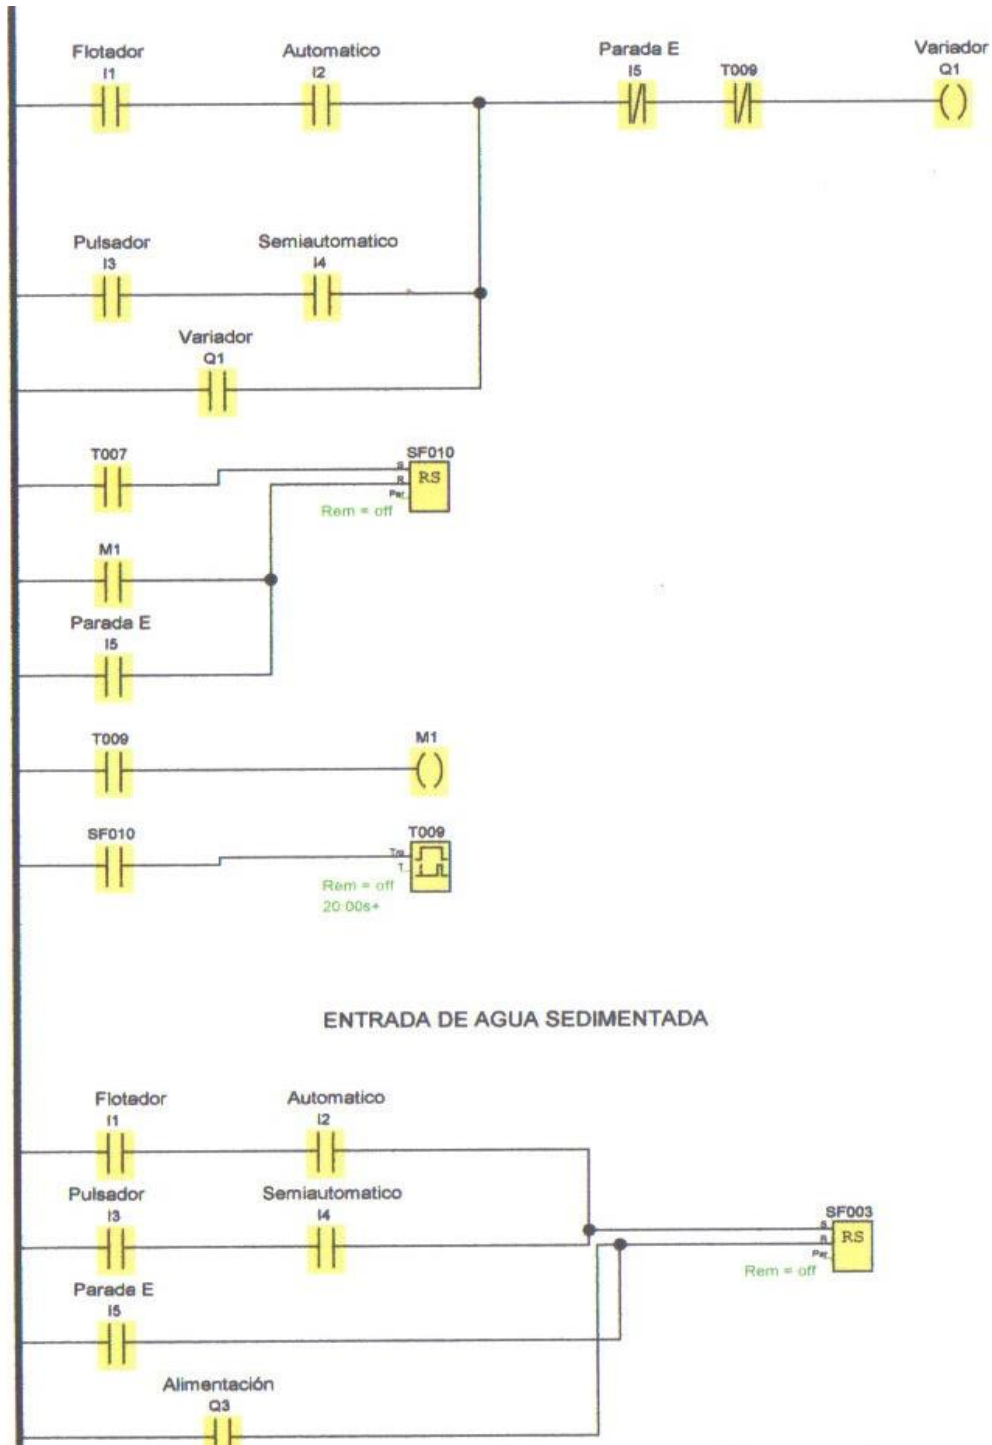 Flotador Automatico Parada E Variador
I1 I2 I5 T009 Q1
Pulsador Semiautomatico
I3 I4
Variador
Q1
T007 SF010
S
R RS
Par..
Rem = off
M1
Parada E
I5
T009 M1
SF010 T009
Trg
T..
Rem = off
20:00s+
ENTRADA DE AGUA SEDIMENTADA
Flotador Automatico
I1 I2
Pulsador Semiautomatico
I3 I4 SF003
S
R RS
Par..
Rem = off
Parada E
I5
Alimentación
Q3